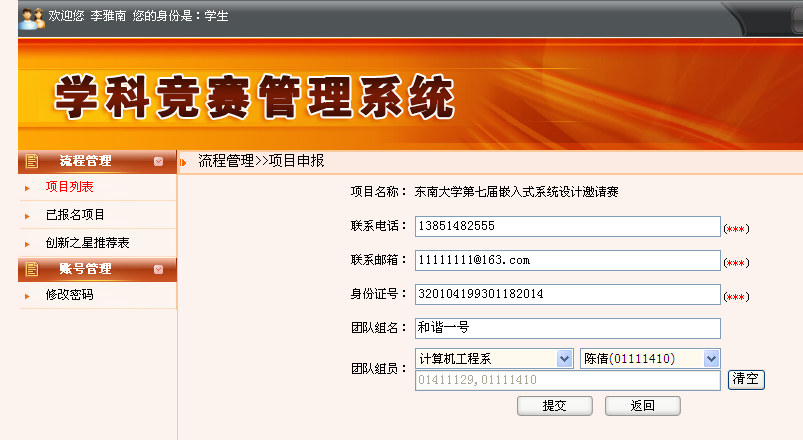 欢迎您 李雅南 您的身份是：学生
学科竞赛管理系统
流程管理
项目列表
已报名项目
创新之星推荐表
账号管理
修改密码
流程管理>>项目申报
项目名称： 东南大学第七届嵌入式系统设计邀请赛
联系电话： 13851482555 (***)
联系邮箱： 11111111@163.com (***)
身份证号： 320104199301182014 (***)
团队组名： 和谐一号
团队组员： 计算机工程系 陈倩(01111410)
01411129,01111410 清空
提交 返回